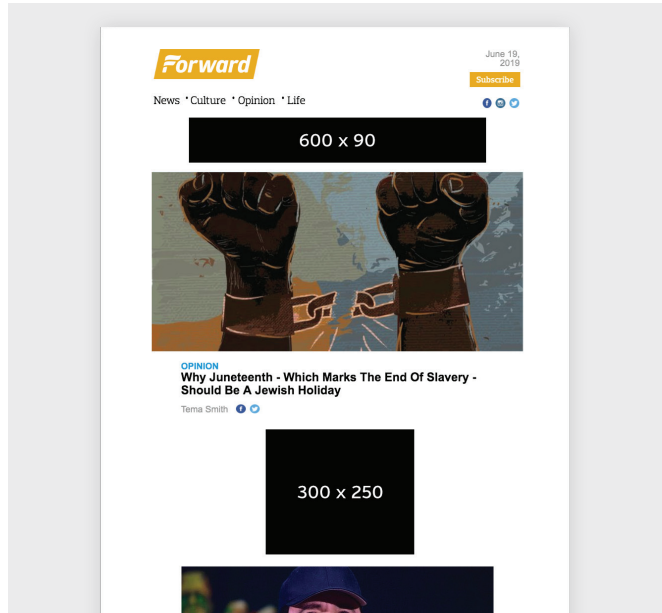 Forward
June 19,
2019
Subscribe
News • Culture • Opinion • Life
600 x 90
OPINION
Why Juneteenth - Which Marks The End Of Slavery -
Should Be A Jewish Holiday
Tema Smith
300 x 250